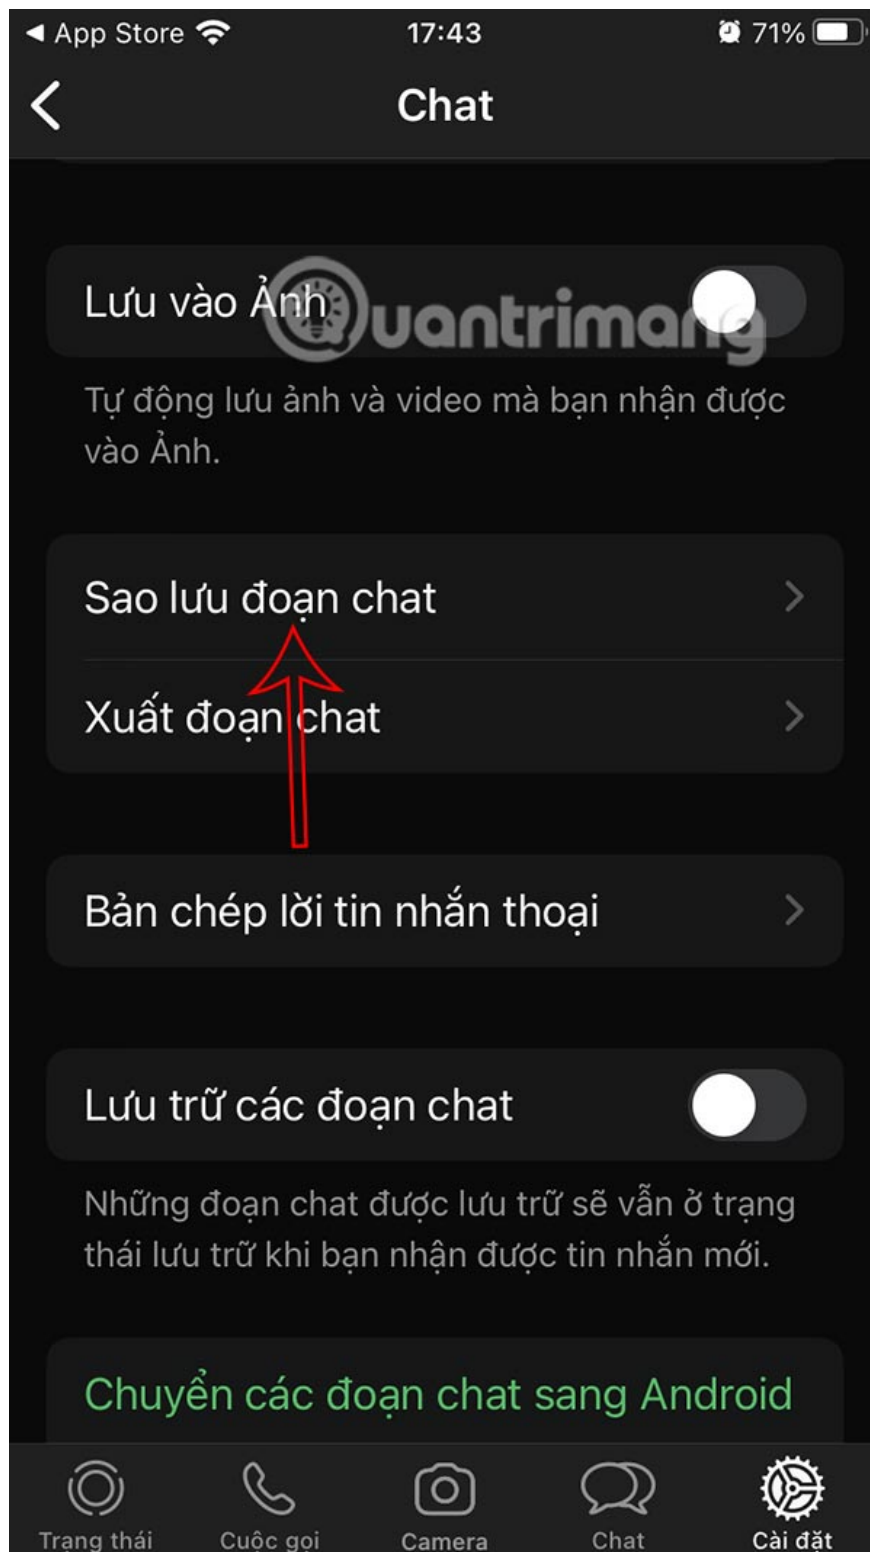 App Store
17:43
71%
Chat
Lưu vào Ảnh
Quantrimang
Tự động lưu ảnh và video mà bạn nhận được
vào Ảnh.
Sao lưu đoạn chat
Xuất đoạn chat
Bản chép lời tin nhắn thoại
Lưu trữ các đoạn chat
Những đoạn chat được lưu trữ sẽ vẫn ở trạng
thái lưu trữ khi bạn nhận được tin nhắn mới.
Chuyển các đoạn chat sang Android
Trạng thái
Cuộc gọi
Camera
Chat
Cài đặt